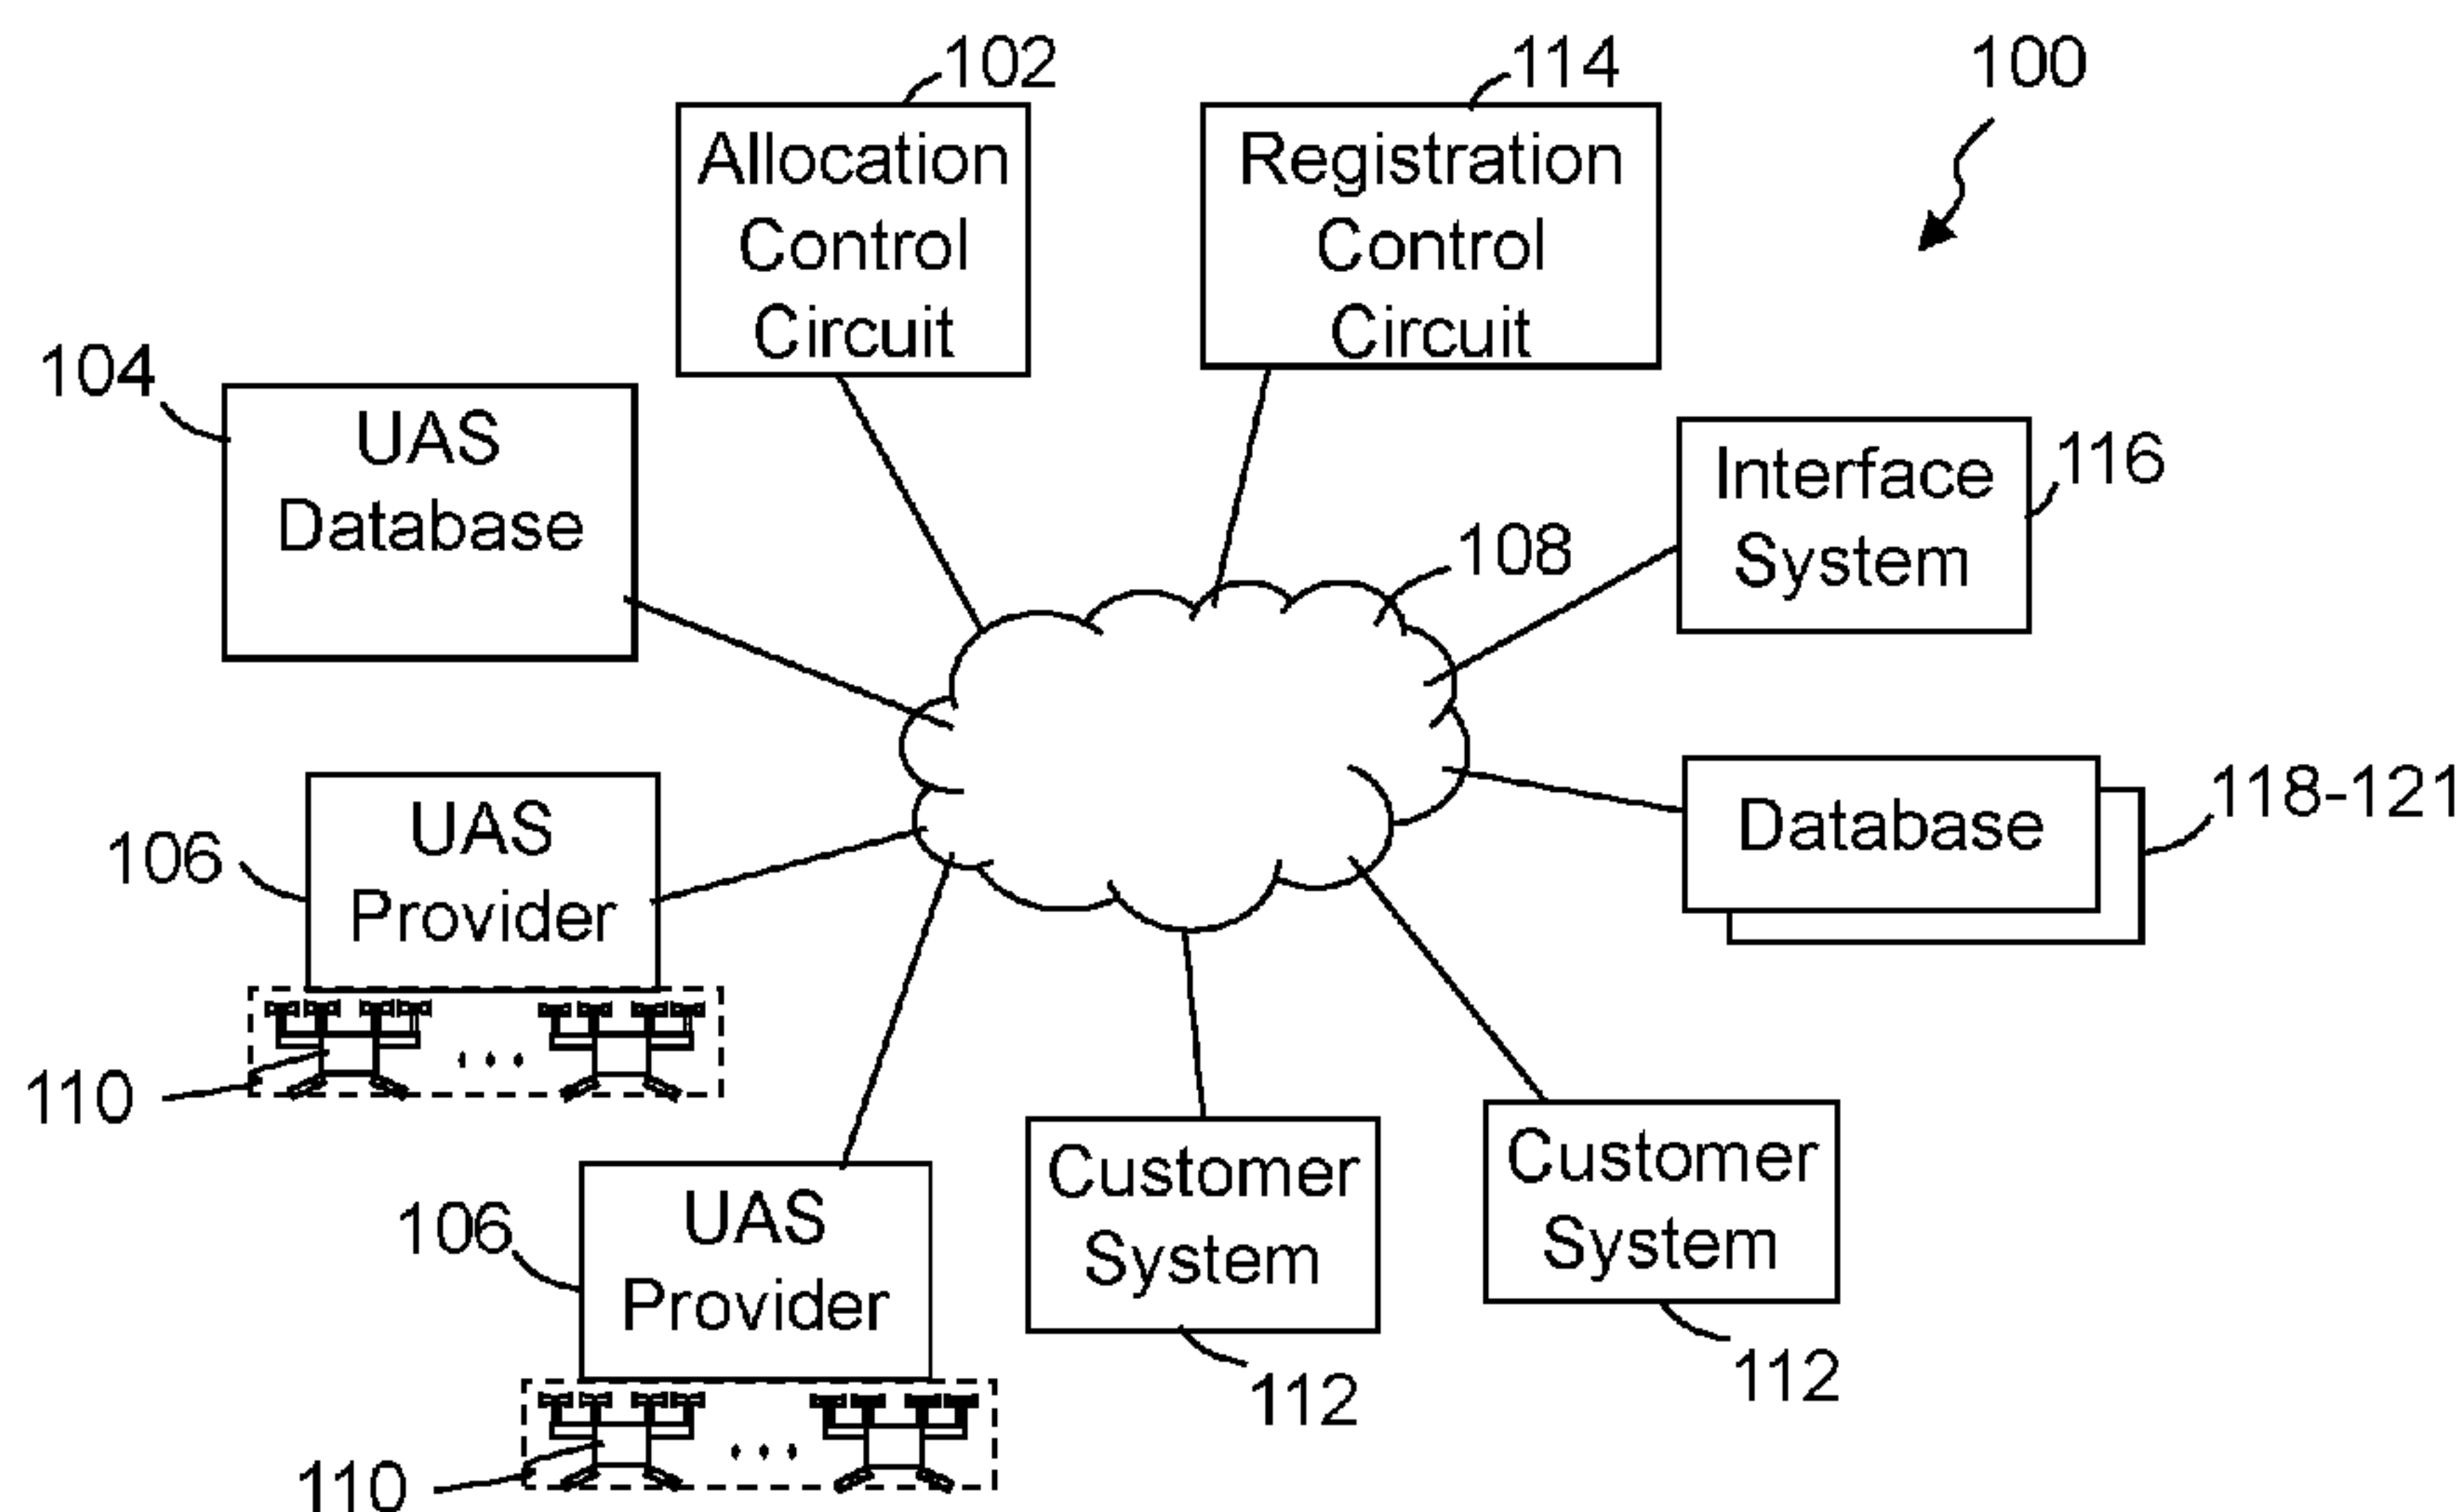 102
114
100
Allocation
Control
Circuit
Registration
Control
Circuit
104
UAS
Database
Interface
System
116
108
106
UAS
Provider
Database
118-121
110
106
UAS
Provider
Customer
System
Customer
System
112
112
110